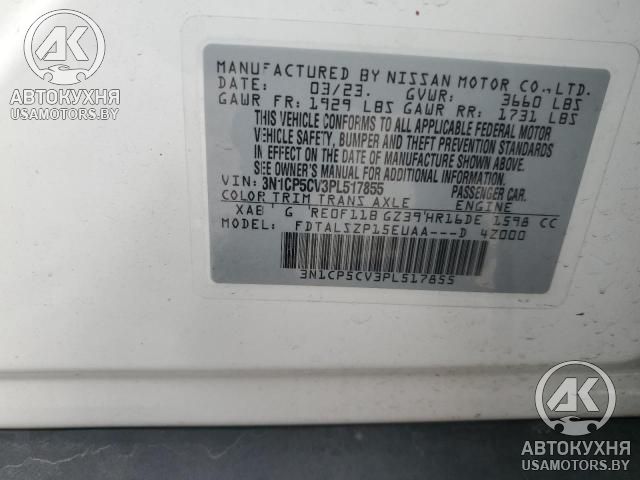 AK
АВТОКУХНЯ
USAMOTORS.BY
MANUFACTURED BY NISSAN MOTOR CO., LTD.
DATE: 03/23. GVWR: 3660 LBS
GAWR FR: 1929 LBS GAWR RR: 1731 LBS
THIS VEHICLE CONFORMS TO ALL APPLICABLE FEDERAL MOTOR
VEHICLE SAFETY, BUMPER AND THEFT PREVENTION STANDARDS
IN EFFECT ON THE DATE OF MANUFACTURE SHOWN ABOVE.
SEE OWNER'S MANUAL FOR ADDITIONAL INFORMATION.
VIN: 3N1CP5CV3PL517855 PASSENGER CAR.
COLOR TRIM TRANS AXLE ENGINE
XAB G RE0F11B GZ39 HR16DE 1598 CC
MODEL: FDTALSZP15EUAA---D 4Z000
3N1CP5CV3PL517855
AK
АВТОКУХНЯ
USAMOTORS.BY